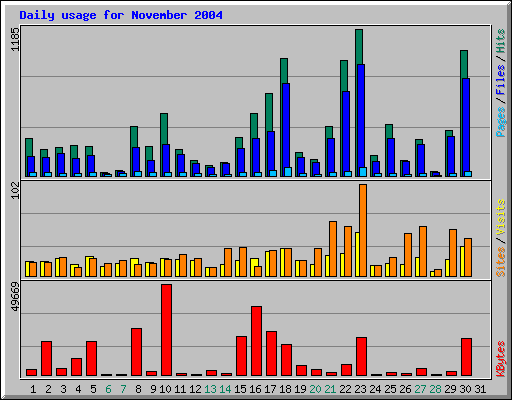 Daily usage for November 2004
1185
Pages / Files / Hits
102
Sites / Visits
49669
KBytes
1 2 3 4 5 6 7 8 9 10 11 12 13 14 15 16 17 18 19 20 21 22 23 24 25 26 27 28 29 30 31